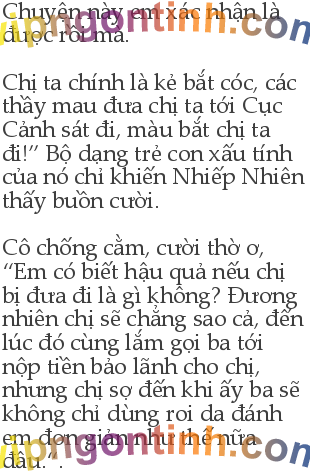 Chuyện này em xác nhận là
được rồi mà.
Chị ta chính là kẻ bắt cóc, các
thầy mau đưa chị ta tới Cục
Cảnh sát đi, màu bắt chị ta
đi!” Bộ dạng trẻ con xấu tính
của nó chỉ khiến Nhiếp Nhiên
thấy buồn cười.
Cô chống cằm, cười thờ ơ,
“Em có biết hậu quả nếu chị
bị đưa đi là gì không? Đương
nhiên chị sẽ chẳng sao cả, đến
lúc đó cùng lắm gọi ba tới
nộp tiền bảo lãnh cho chị,
nhưng chị sợ đến khi ấy ba sẽ
không chỉ dùng roi da đánh
em đơn giản như thế nữa
đâu.”.
vipngontinh.com
vipngontinh.com